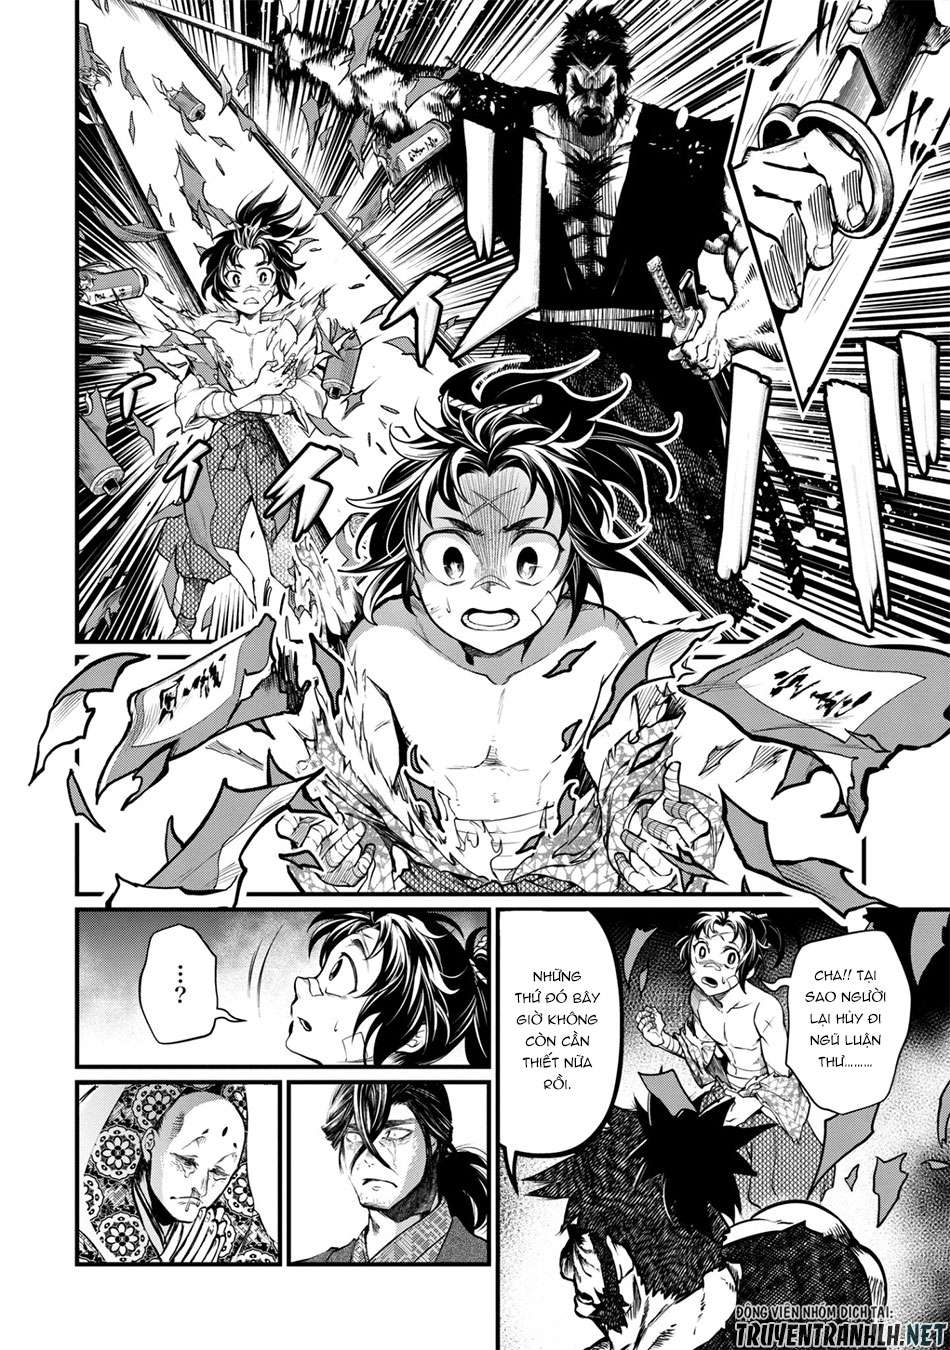 CHA!! TẠI
SAO NGƯỜI
LẠI HỦY ĐI
NGŨ LUẬN
THƯ.........
NHỮNG
THỨ ĐÓ BÂY
GIỜ KHÔNG
CÒN CẦN
THIẾT NỮA
RỒI.
...?
ĐỘNG VIÊN NHÓM DỊCH TẠI:
TRUYENTRANHLH.NET